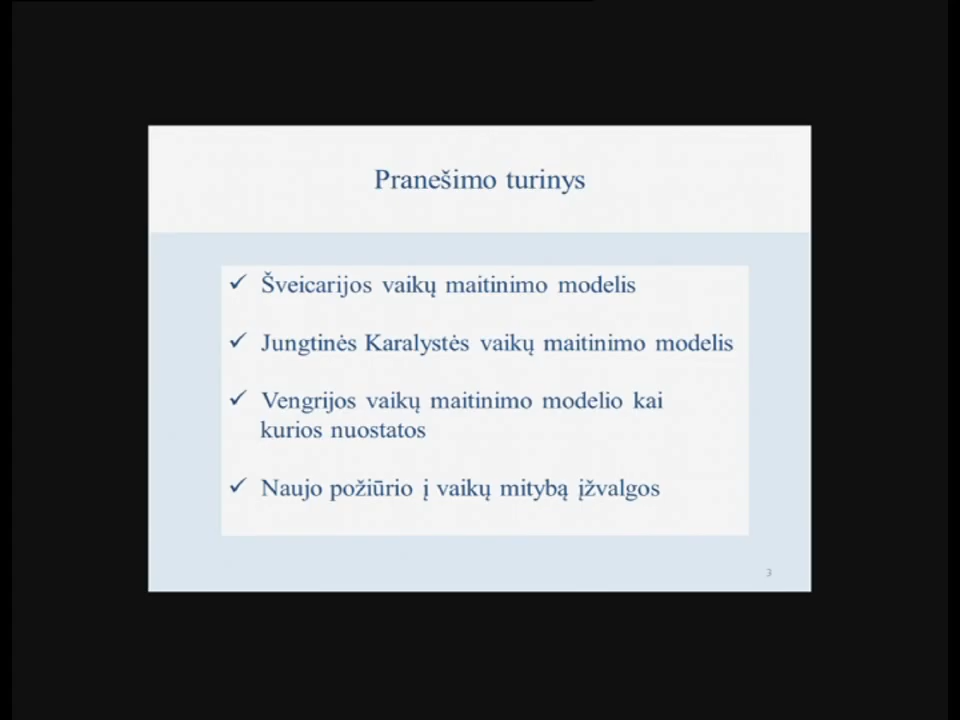 Pranešimo turinys
✓ Šveicarijos vaikų maitinimo modelis
✓ Jungtinės Karalystės vaikų maitinimo modelis
✓ Vengrijos vaikų maitinimo modelio kai
kurios nuostatos
✓ Naujo požiūrio į vaikų mitybą įžvalgos
3